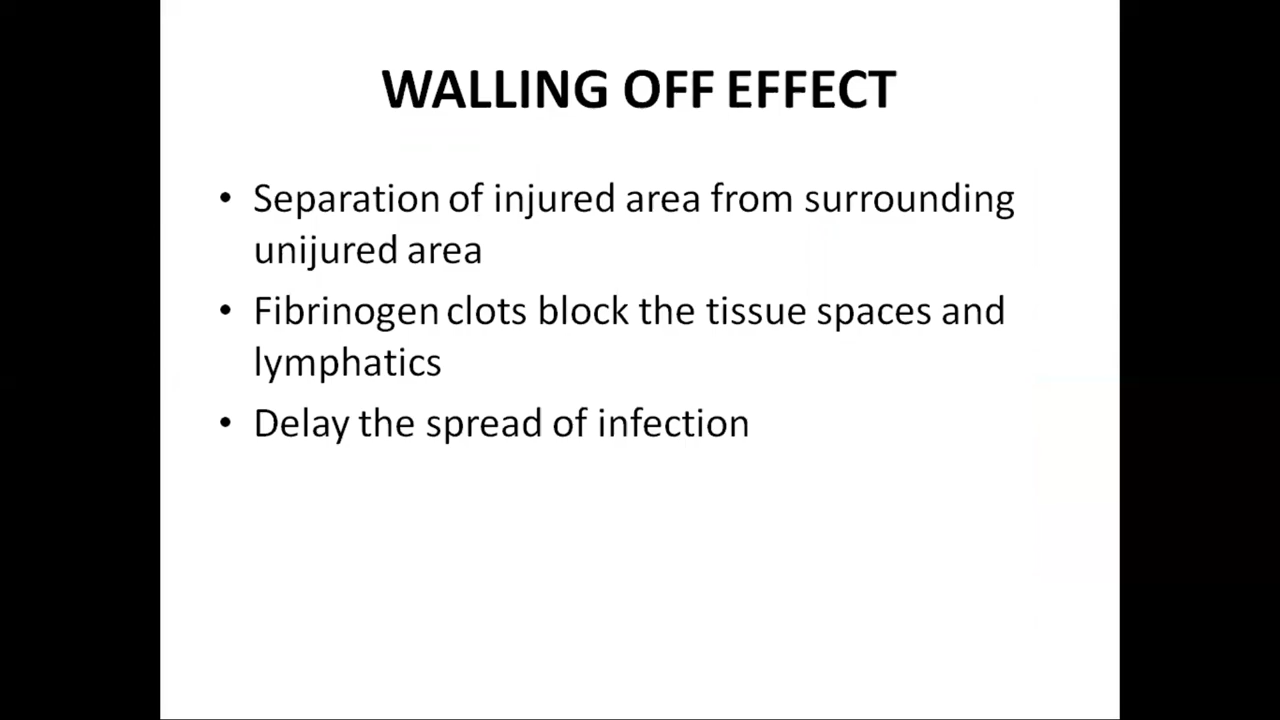 WALLING OFF EFFECT
• Separation of injured area from surrounding
unijured area
• Fibrinogen clots block the tissue spaces and
lymphatics
• Delay the spread of infection